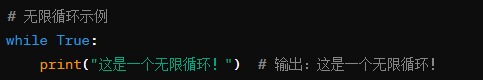 # 无限循环示例
while True:
    print("这是一个无限循环！")  # 输出：这是一个无限循环！